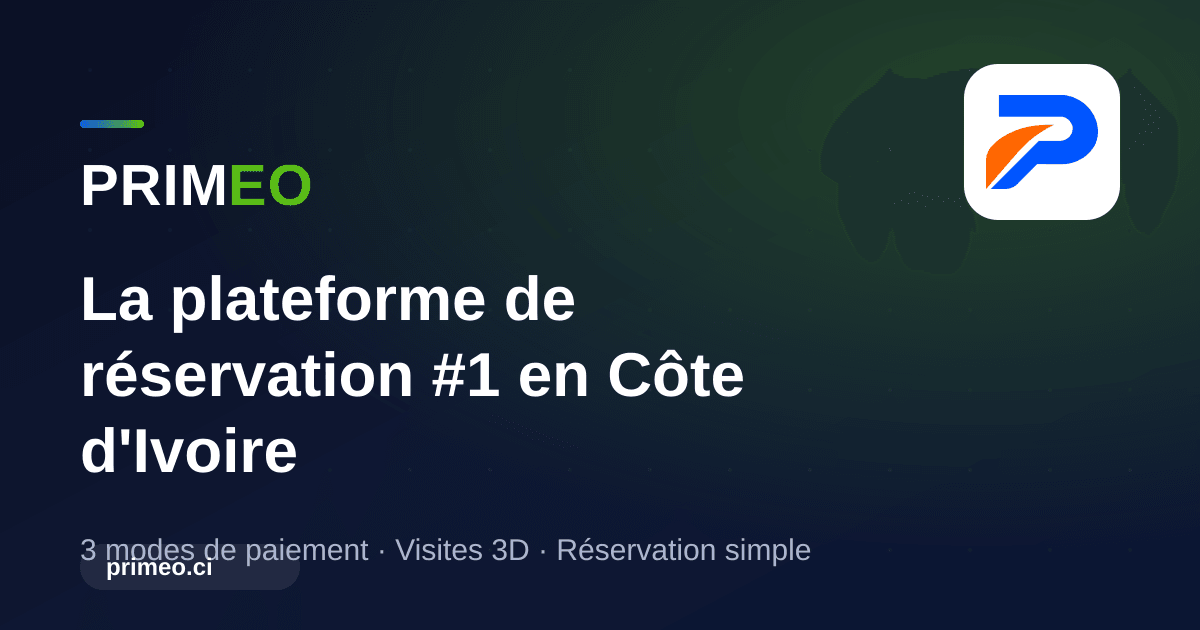 PRIMEO
La plateforme de
réservation #1 en Côte
d'Ivoire
3 modes de paiement · Visites 3D · Réservation simple
primeo.ci